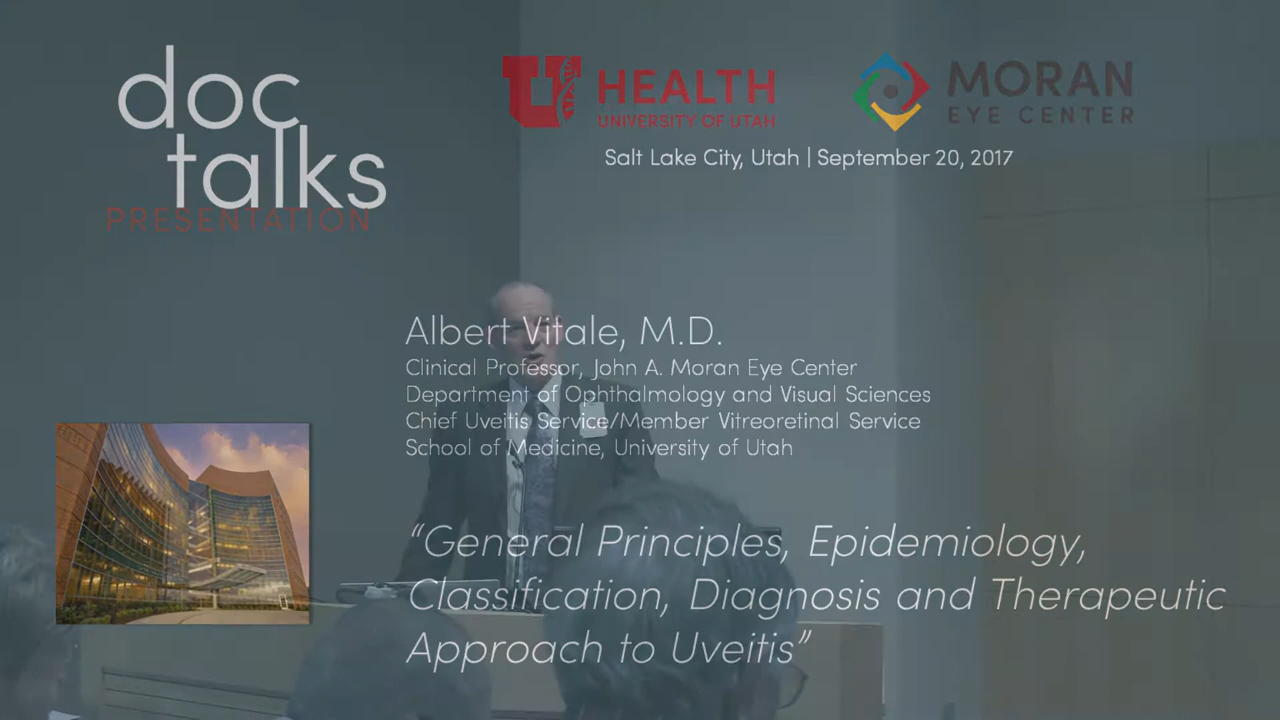 doc
talks
PRESENTATION
U HEALTH
UNIVERSITY OF UTAH
MORAN
EYE CENTER
Salt Lake City, Utah | September 20, 2017
Albert Vitale, M.D.
Clinical Professor, John A. Moran Eye Center
Department of Ophthalmology and Visual Sciences
Chief Uveitis Service/Member Vitreoretinal Service
School of Medicine, University of Utah
“General Principles, Epidemiology,
Classification, Diagnosis and Therapeutic
Approach to Uveitis”